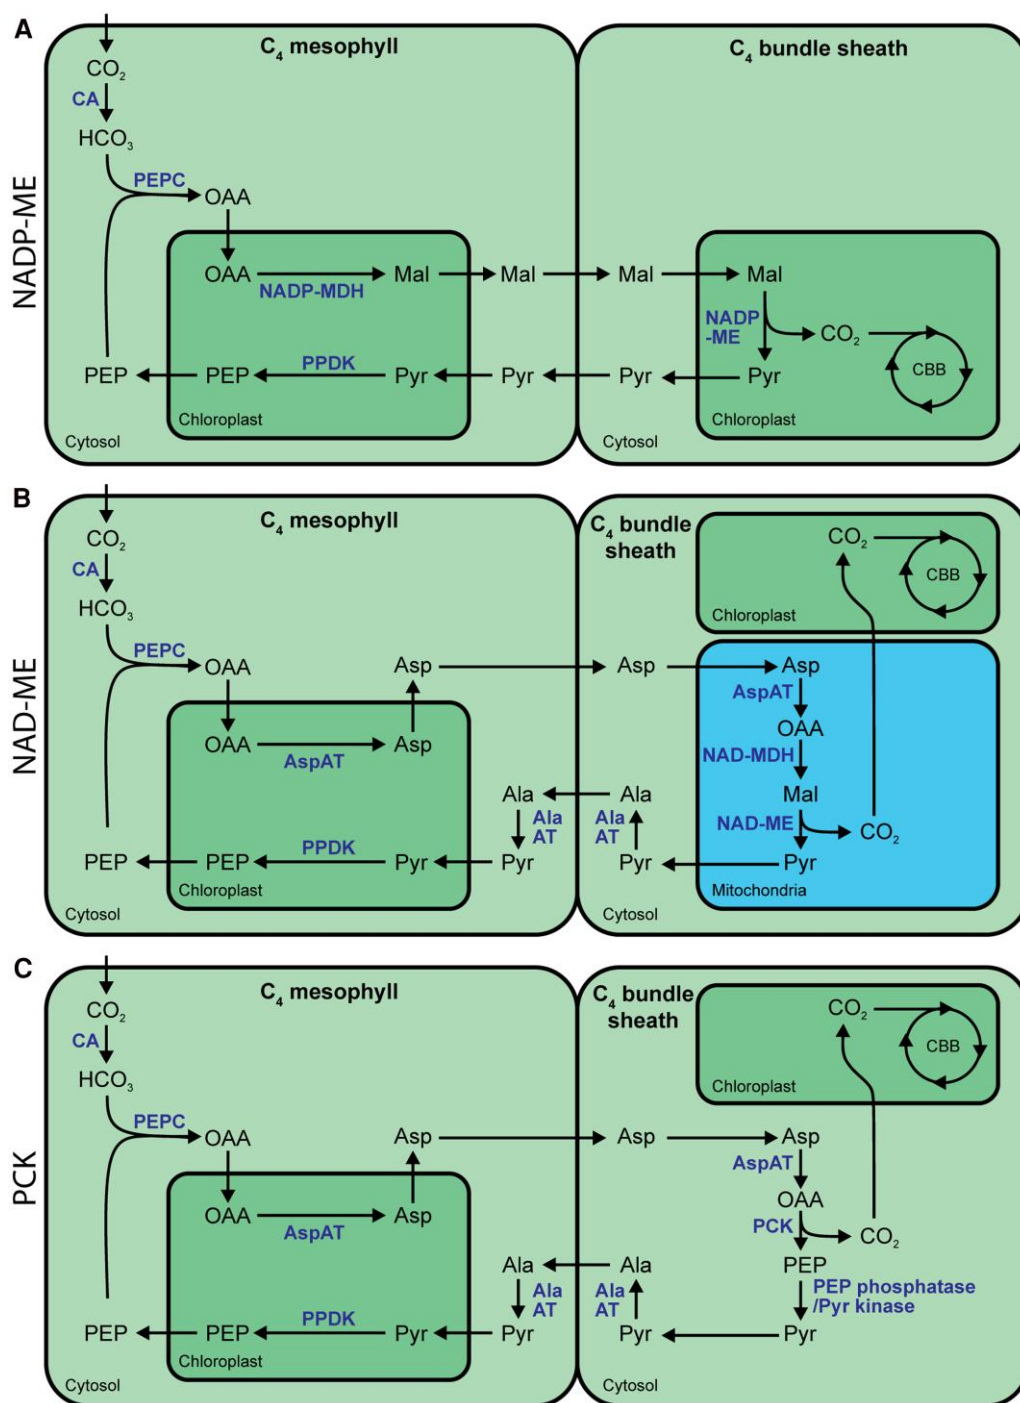 A
NADP-ME
C₄ mesophyll
C₄ bundle sheath
CO₂
CA
HCO₃
PEPC
OAA
OAA
NADP-MDH
Mal
Mal
Mal
Mal
NADP
-ME
CO₂
CBB
PEP
PEP
PPDK
Pyr
Pyr
Pyr
Pyr
Chloroplast
Chloroplast
Cytosol
Cytosol
B
NAD-ME
C₄ mesophyll
C₄ bundle
sheath
CO₂
CA
HCO₃
PEPC
OAA
OAA
AspAT
Asp
Asp
Asp
Asp
AspAT
OAA
NAD-MDH
Mal
NAD-ME
CO₂
Pyr
Mitochondria
CO₂
CBB
Chloroplast
Ala
Ala
AT
Ala
Ala
AT
PEP
PEP
PPDK
Pyr
Pyr
Pyr
Chloroplast
Cytosol
Cytosol
C
PCK
C₄ mesophyll
C₄ bundle
sheath
CO₂
CA
HCO₃
PEPC
OAA
OAA
AspAT
Asp
Asp
Asp
Asp
AspAT
OAA
PCK
CO₂
PEP
PEP phosphatase
/Pyr kinase
Pyr
CO₂
CBB
Chloroplast
Ala
Ala
AT
Ala
Ala
AT
PEP
PEP
PPDK
Pyr
Pyr
Pyr
Chloroplast
Cytosol
Cytosol